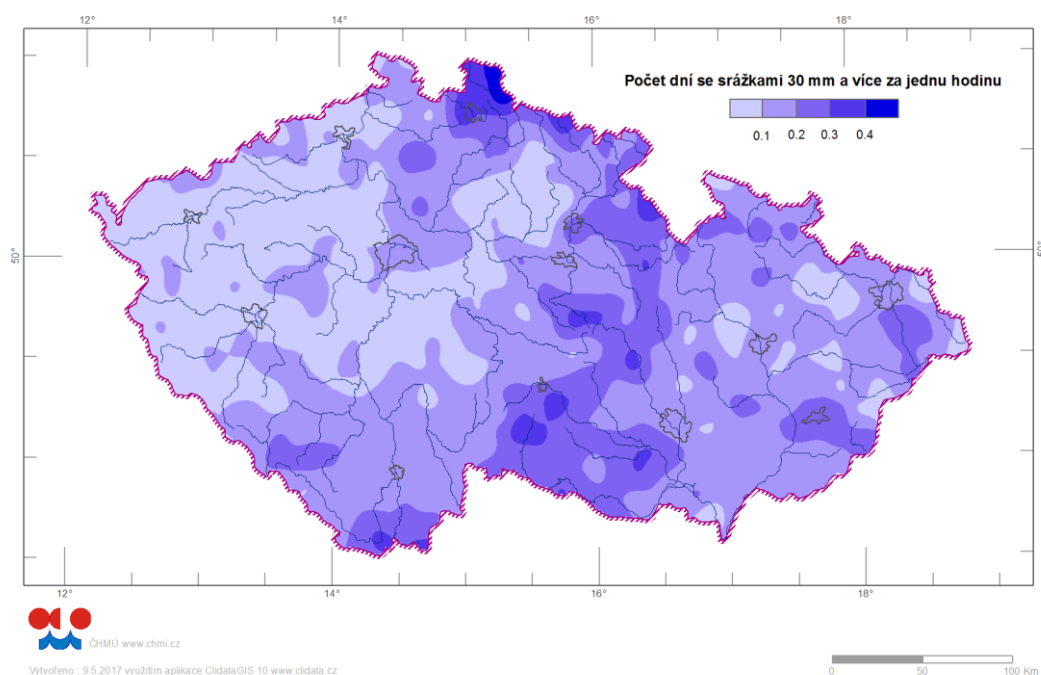 12° 14° 16° 18°
Počet dní se srážkami 30 mm a více za jednu hodinu
0.1 0.2 0.3 0.4
50° 50°
12° 14° 16° 18°
ČHMÚ www.chmi.cz
Vytvořeno : 9.5.2017 využitím aplikace ClidataGIS 10 www.clidata.cz
0 50 100 Km